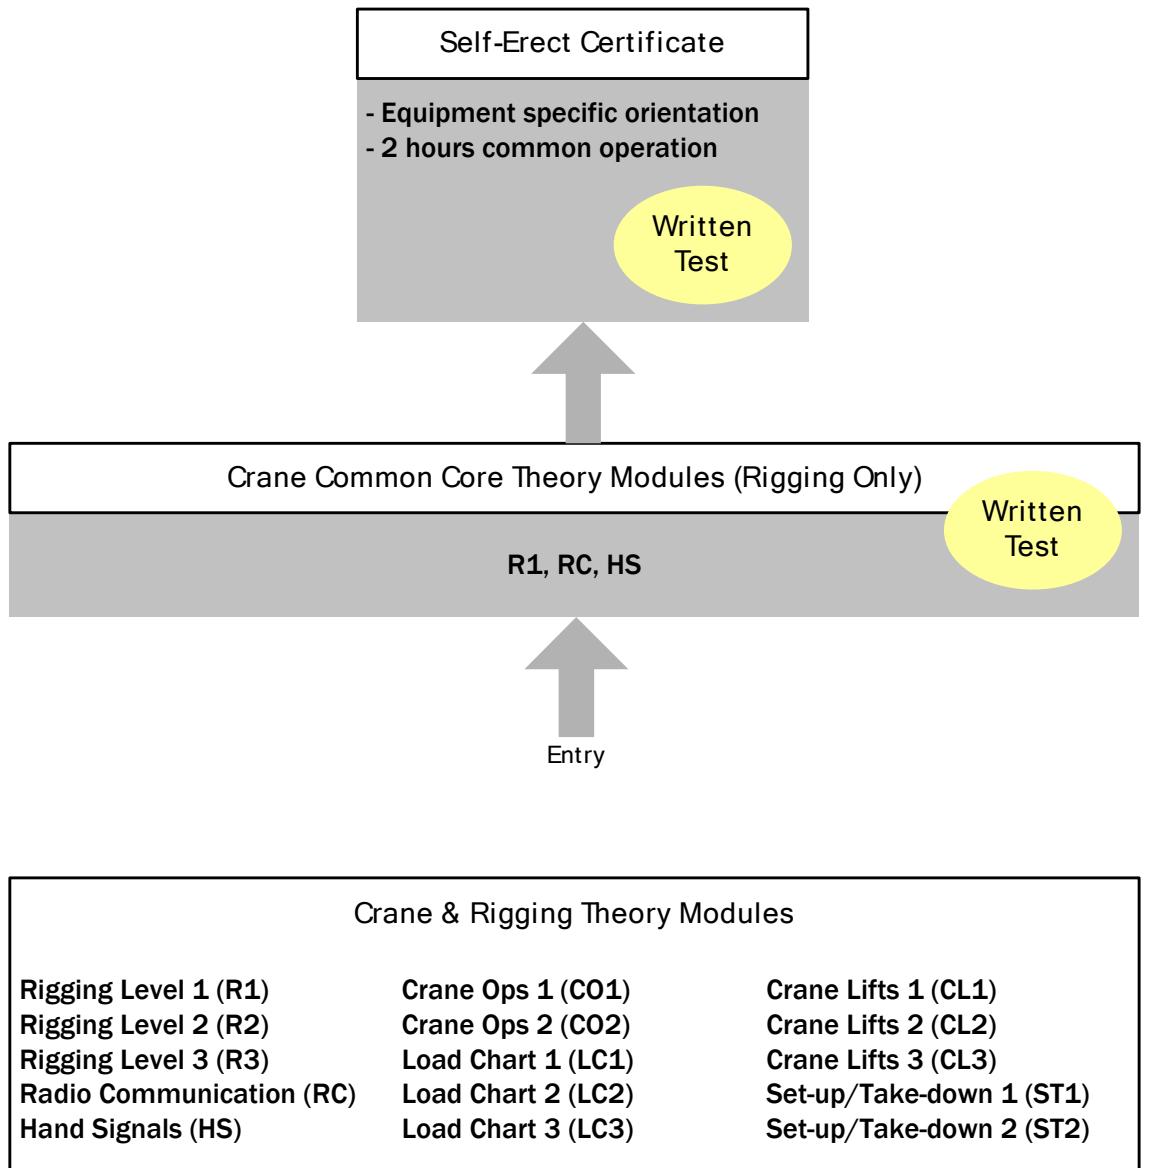 Self-Erect Certificate
- Equipment specific orientation
- 2 hours common operation
Written
Test
Crane Common Core Theory Modules (Rigging Only)
Written
Test
R1, RC, HS
Entry
Crane & Rigging Theory Modules
Rigging Level 1 (R1)
Rigging Level 2 (R2)
Rigging Level 3 (R3)
Radio Communication (RC)
Hand Signals (HS)
Crane Ops 1 (CO1)
Crane Ops 2 (CO2)
Load Chart 1 (LC1)
Load Chart 2 (LC2)
Load Chart 3 (LC3)
Crane Lifts 1 (CL1)
Crane Lifts 2 (CL2)
Crane Lifts 3 (CL3)
Set-up/Take-down 1 (ST1)
Set-up/Take-down 2 (ST2)